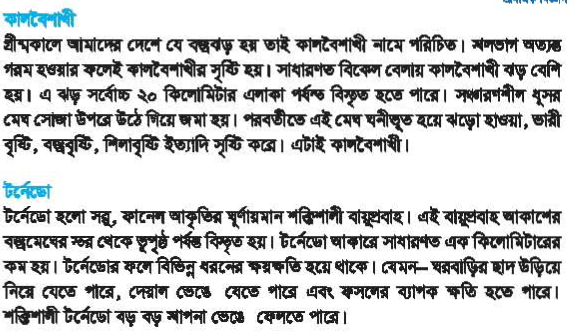 কালবৈশাখী
গ্রীষ্মকালে আমাদের দেশে যে বজ্রঝড় হয় তাই কালবৈশাখী নামে পরিচিত। স্থলভাগ অত্যন্ত
গরম হওয়ার ফলেই কালবৈশাখীর সৃষ্টি হয়। সাধারণত বিকেল বেলায় কালবৈশাখী ঝড় বেশি
হয়। এ ঝড় সর্বোচ্চ ২০ কিলোমিটার এলাকা পর্যন্ত বিস্তৃত হতে পারে। সঞ্চারণশীল ধূসর
মেঘ সোজা উপরে উঠে গিয়ে জমা হয়। পরবর্তীতে এই মেঘ ঘনীভূত হয়ে ঝড়ো হাওয়া, ভারী
বৃষ্টি, বজ্রবৃষ্টি, শিলাবৃষ্টি ইত্যাদি সৃষ্টি করে। এটাই কালবৈশাখী।
টর্নেডো
টর্নেডো হলো সরু, ফানেল আকৃতির ঘূর্ণায়মান শক্তিশালী বায়ুপ্রবাহ। এই বায়ুপ্রবাহ আকাশের
বজ্রমেঘের স্তর থেকে ভূপৃষ্ঠ পর্যন্ত বিস্তৃত হয়। টর্নেডো আকারে সাধারণত এক কিলোমিটারের
কম হয়। টর্নেডোর ফলে বিভিন্ন ধরনের ক্ষয়ক্ষতি হয়ে থাকে। যেমন– ঘরবাড়ির ছাদ উড়িয়ে
নিয়ে যেতে পারে, দেয়াল ভেঙে যেতে পারে এবং ফসলের ব্যাপক ক্ষতি হতে পারে।
শক্তিশালী টর্নেডো বড় বড় স্থাপনা ভেঙে ফেলতে পারে।